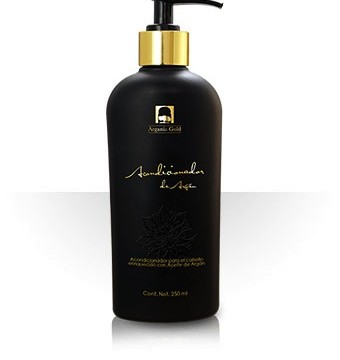 Argania Gold
Acondicionador
de Argán
Acondicionador para el cabello
enriquecido con Aceite de Argán
Cont. Net. 250 ml